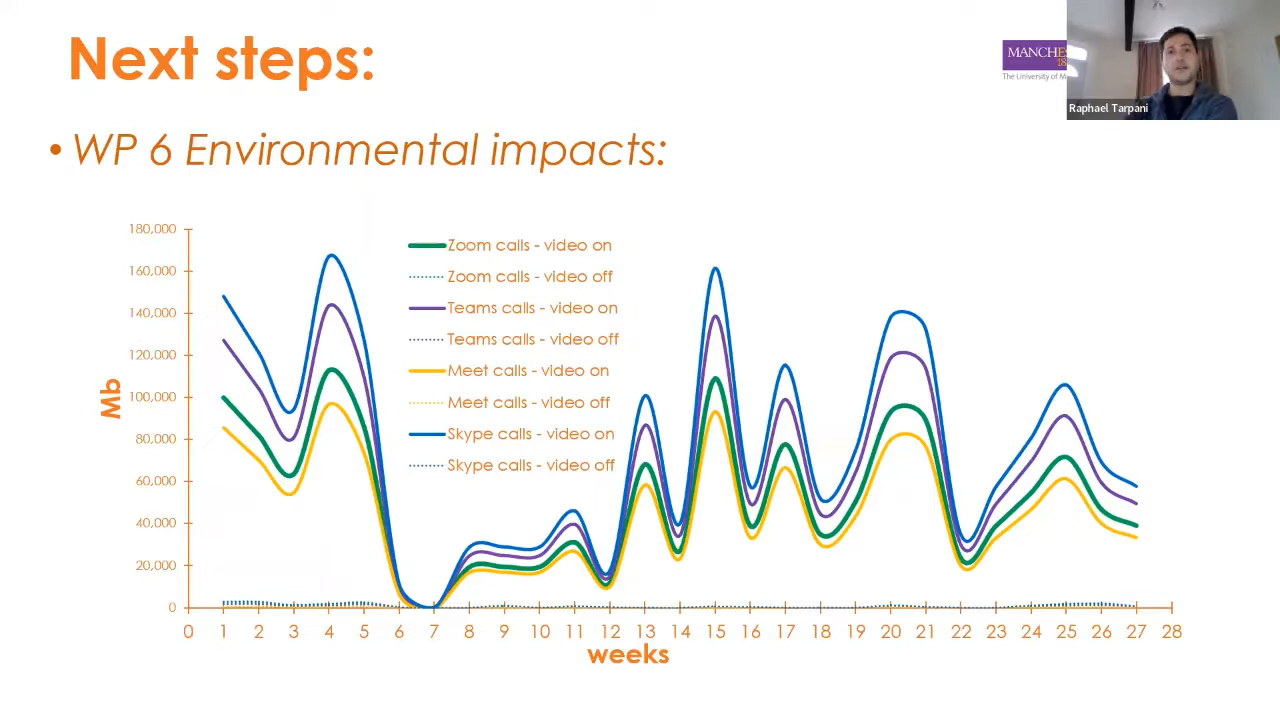 Next steps:
MANCHES
18
The University of M
Raphael Tarpani
• WP 6 Environmental impacts:
180,000
160,000
140,000
120,000
100,000
80,000
60,000
40,000
20,000
0
Mb
Zoom calls - video on
Zoom calls - video off
Teams calls - video on
Teams calls - video off
Meet calls - video on
Meet calls - video off
Skype calls - video on
Skype calls - video off
0 1 2 3 4 5 6 7 8 9 10 11 12 13 14 15 16 17 18 19 20 21 22 23 24 25 26 27 28
weeks